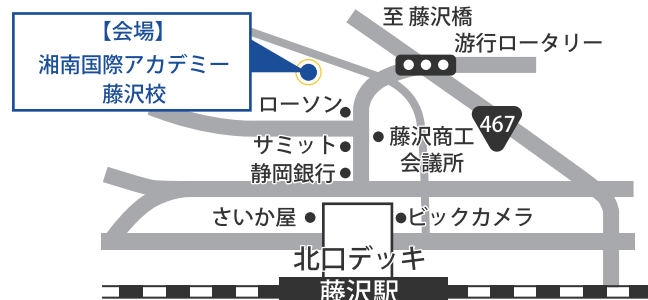 至 藤沢橋
【会場】
湘南国際アカデミー
藤沢校
游行ロータリー
ローソン
467
サミット
藤沢商工
会議所
静岡銀行
さいか屋
ビックカメラ
北口デッキ
藤沢駅